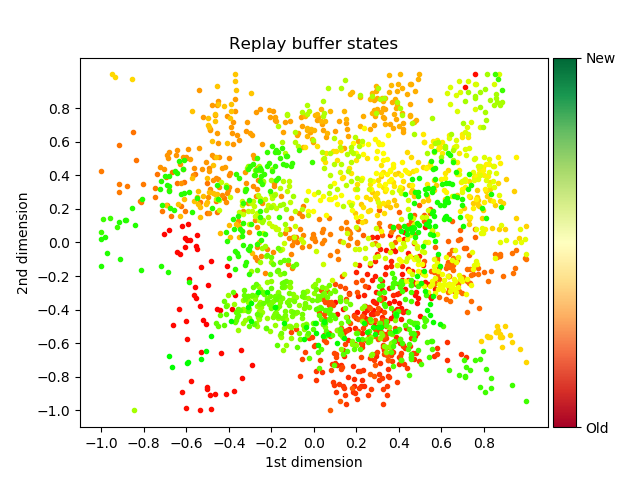 Replay buffer states
New
Old
2nd dimension
0.8
0.6
0.4
0.2
0.0
−0.2
−0.4
−0.6
−0.8
−1.0
−1.0 −0.8 −0.6 −0.4 −0.2 0.0 0.2 0.4 0.6 0.8
1st dimension